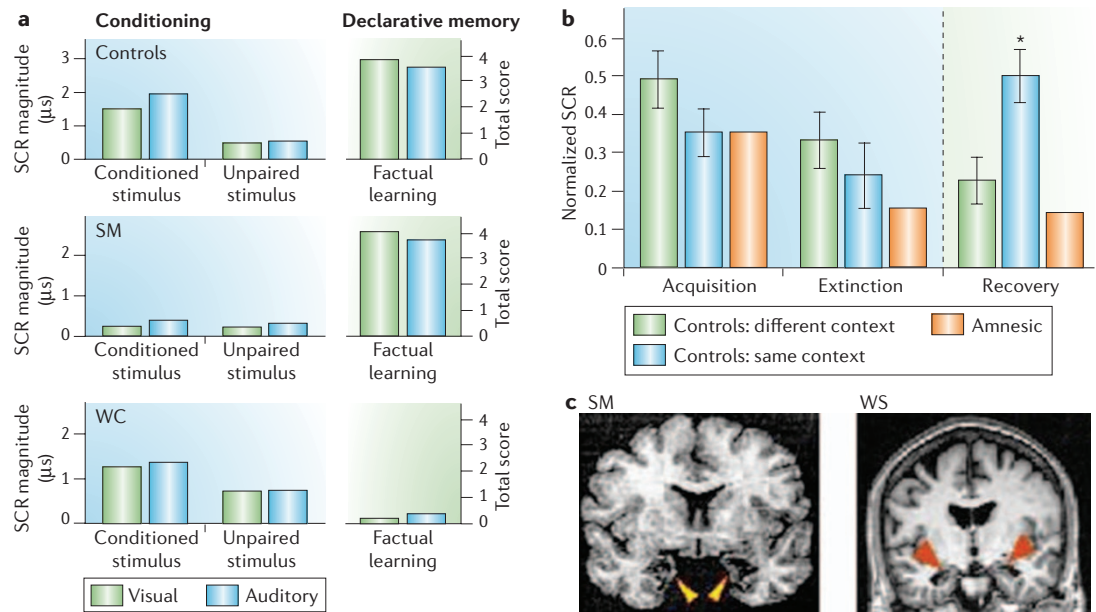 a
Conditioning
Declarative memory
Controls
SCR magnitude
(μs)
3
2
1
0
Conditioned
stimulus
Unpaired
stimulus
4
3
2
1
0
Total score
Factual
learning
SM
SCR magnitude
(μs)
2
1
0
Conditioned
stimulus
Unpaired
stimulus
4
3
2
1
0
Total score
Factual
learning
WC
SCR magnitude
(μs)
2
1
0
Conditioned
stimulus
Unpaired
stimulus
4
3
2
1
0
Total score
Factual
learning
Visual
Auditory
b
Normalized SCR
0.6
0.5
0.4
0.3
0.2
0.1
0
*
Acquisition
Extinction
Recovery
Controls: different context
Amnesic
Controls: same context
c SM
WS